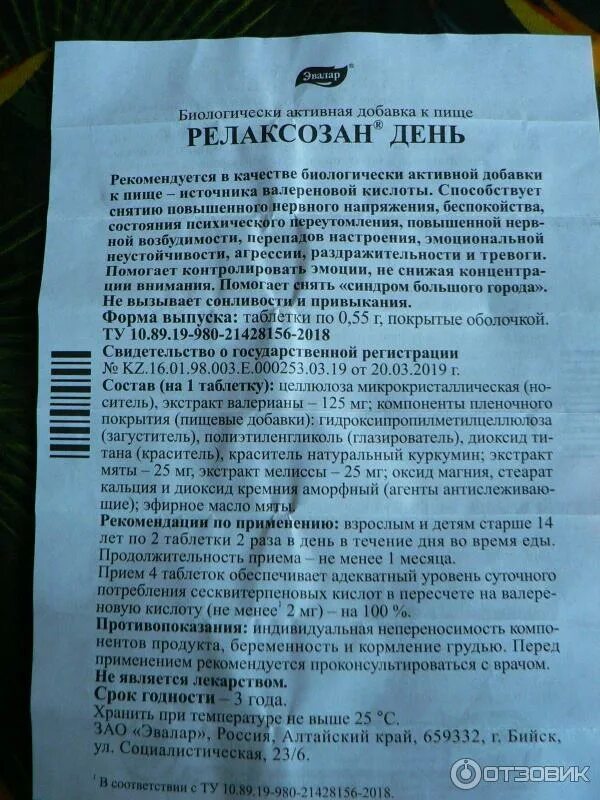 Эвалар®
Биологически активная добавка к пище
РЕЛАКСОЗАН® ДЕНЬ
Рекомендуется в качестве биологически активной добавки
к пище – источника валереновой кислоты. Способствует
снятию повышенного нервного напряжения, беспокойства,
состояния психического переутомления, повышенной нерв-
ной возбудимости, перепадов настроения, эмоциональной
неустойчивости, агрессии, раздражительности и тревоги.
Помогает контролировать эмоции, не снижая концентра-
ции внимания. Помогает снять «синдром большого города».
Не вызывает сонливости и привыкания.
Форма выпуска: таблетки по 0,55 г, покрытые оболочкой.
ТУ 10.89.19-980-21428156-2018
Свидетельство о государственной регистрации
№ KZ.16.01.98.003.E.000253.03.19 от 20.03.2019 г.
Состав (на 1 таблетку): целлюлоза микрокристаллическая (но-
ситель), экстракт валерианы – 125 мг; компоненты пленочного
покрытия (пищевые добавки): гидроксипропилметилцеллюлоза
(загуститель), полиэтиленгликоль (глазирователь), диоксид ти-
тана (краситель), краситель натуральный куркумин; экстракт
мяты – 25 мг, экстракт мелиссы – 25 мг; оксид магния, стеарат
кальция и диоксид кремния аморфный (агенты антислеживаю-
щие); эфирное масло мяты.
Рекомендации по применению: взрослым и детям старше 14
лет по 2 таблетки 2 раза в день в течение дня во время еды.
Продолжительность приема – не менее 1 месяца.
Прием 4 таблеток обеспечивает адекватный уровень суточного
потребления сесквитерпеновых кислот в пересчете на валере-
новую кислоту (не менее¹ 2 мг) – на 100 %.
Противопоказания: индивидуальная непереносимость компо-
нентов продукта, беременность и кормление грудью. Перед
применением рекомендуется проконсультироваться с врачом.
Не является лекарством.
Срок годности – 3 года.
Хранить при температуре не выше 25 °С.
ЗАО «Эвалар», Россия, Алтайский край, 659332, г. Бийск,
ул. Социалистическая, 23/6.
¹ В соответствии с ТУ 10.89.19-980-21428156-2018.
ОТЗОВИК